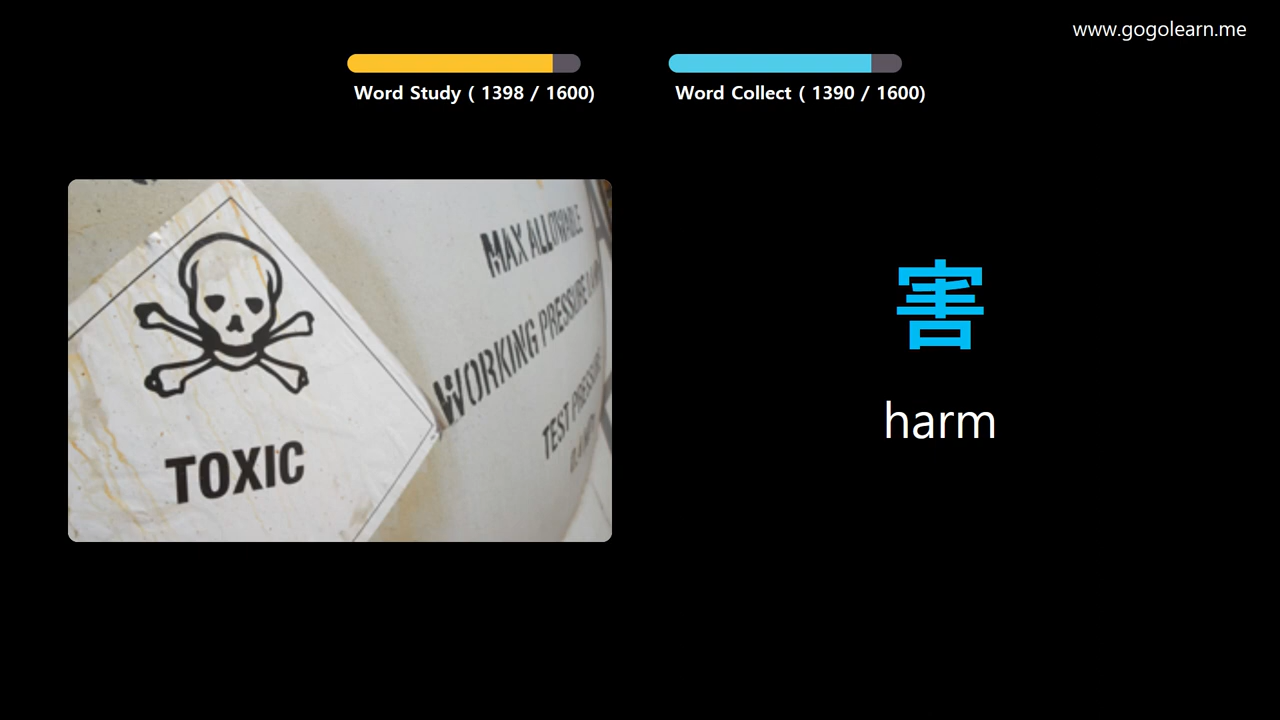 www.gogolearn.me
Word Study ( 1398 / 1600)
Word Collect ( 1390 / 1600)
TOXIC
MAX ALLOWABLE
WORKING PRESSURE
TEST PRESSURE
害
harm